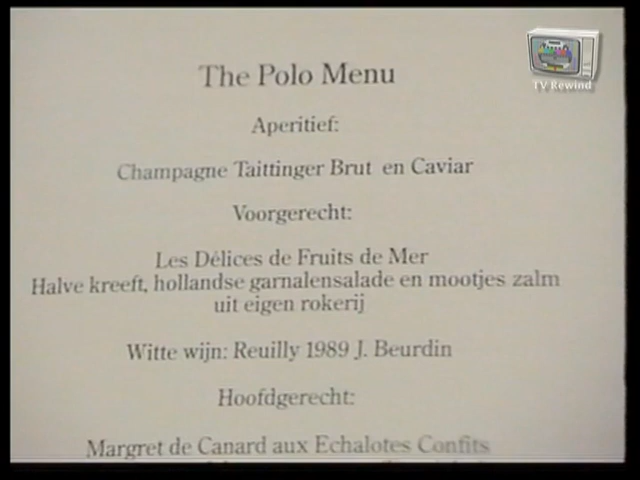 TV Rewind
The Polo Menu
Aperitief:
Champagne Taittinger Brut en Caviar
Voorgerecht:
Les Délices de Fruits de Mer
Halve kreeft, hollandse garnalensalade en mootjes zalm
uit eigen rokerij
Witte wijn: Reuilly 1989 J. Beurdin
Hoofdgerecht:
Margret de Canard aux Echalotes Confits